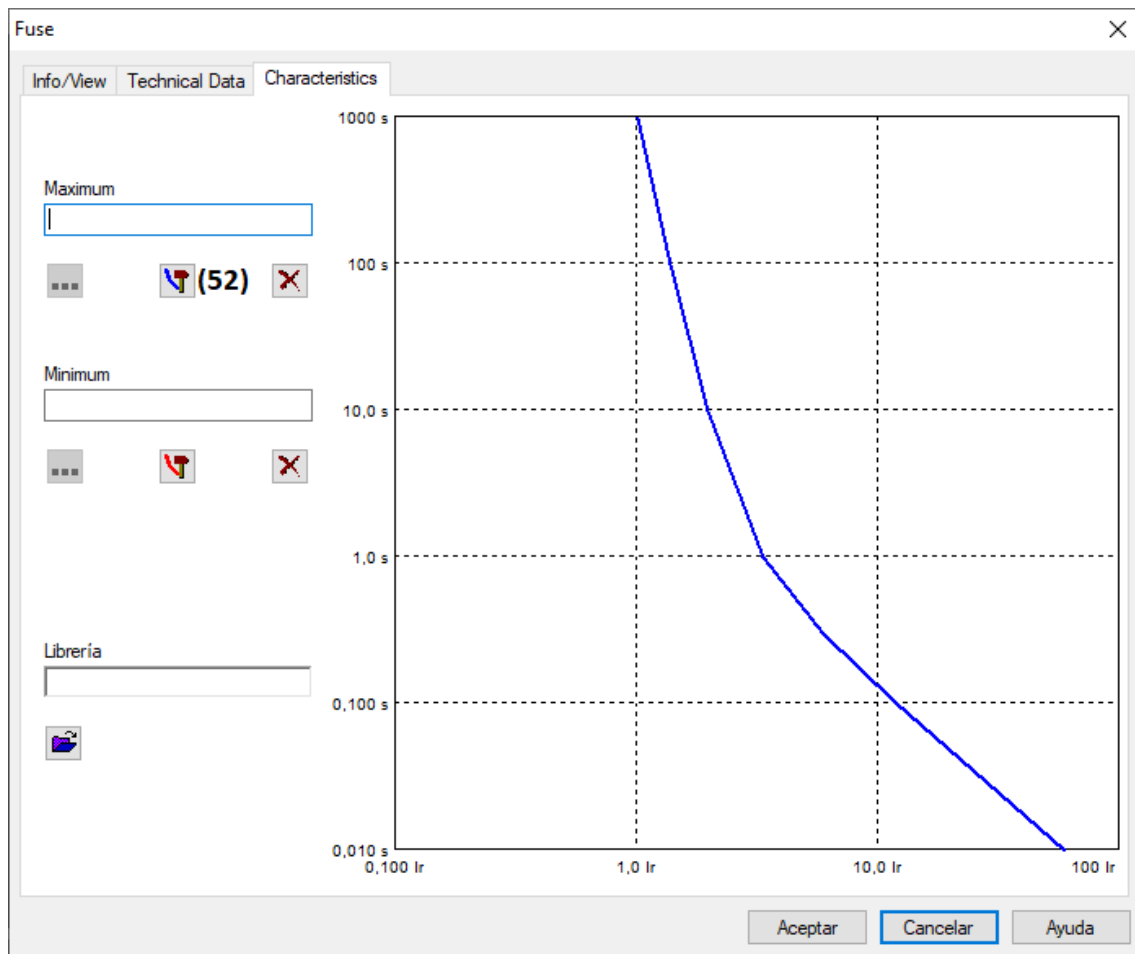 Fuse
Info/View Technical Data Characteristics
Maximum
(52)
Minimum
Librería
1000 s
100 s
10,0 s
1,0 s
0,100 s
0,010 s
0,100 Ir 1,0 Ir 10,0 Ir 100 Ir
Aceptar Cancelar Ayuda